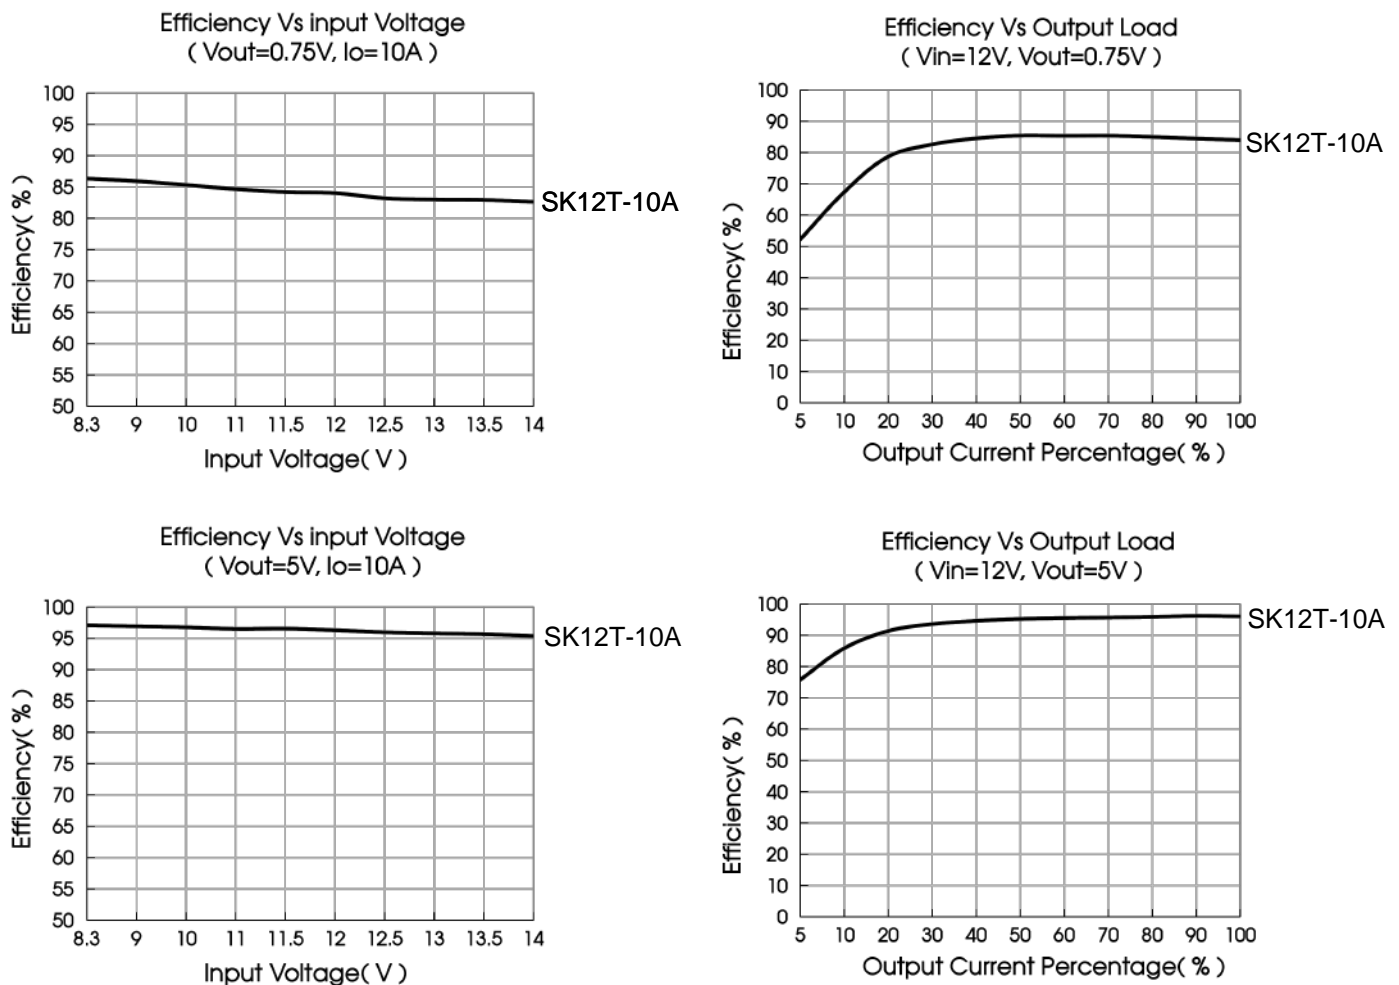 Efficiency Vs input Voltage
( Vout=0.75V, Io=10A )
100
95
90
85
80
75
70
65
60
55
50
Efficiency( % )
SK12T-10A
8.3 9 10 11 11.5 12 12.5 13 13.5 14
Input Voltage( V )
Efficiency Vs Output Load
( Vin=12V, Vout=0.75V )
100
90
80
70
60
50
40
30
20
10
0
Efficiency( % )
SK12T-10A
5 10 20 30 40 50 60 70 80 90 100
Output Current Percentage( % )
Efficiency Vs input Voltage
( Vout=5V, Io=10A )
100
95
90
85
80
75
70
65
60
55
50
Efficiency( % )
SK12T-10A
8.3 9 10 11 11.5 12 12.5 13 13.5 14
Input Voltage( V )
Efficiency Vs Output Load
( Vin=12V, Vout=5V )
100
90
80
70
60
50
40
30
20
10
0
Efficiency( % )
SK12T-10A
5 10 20 30 40 50 60 70 80 90 100
Output Current Percentage( % )